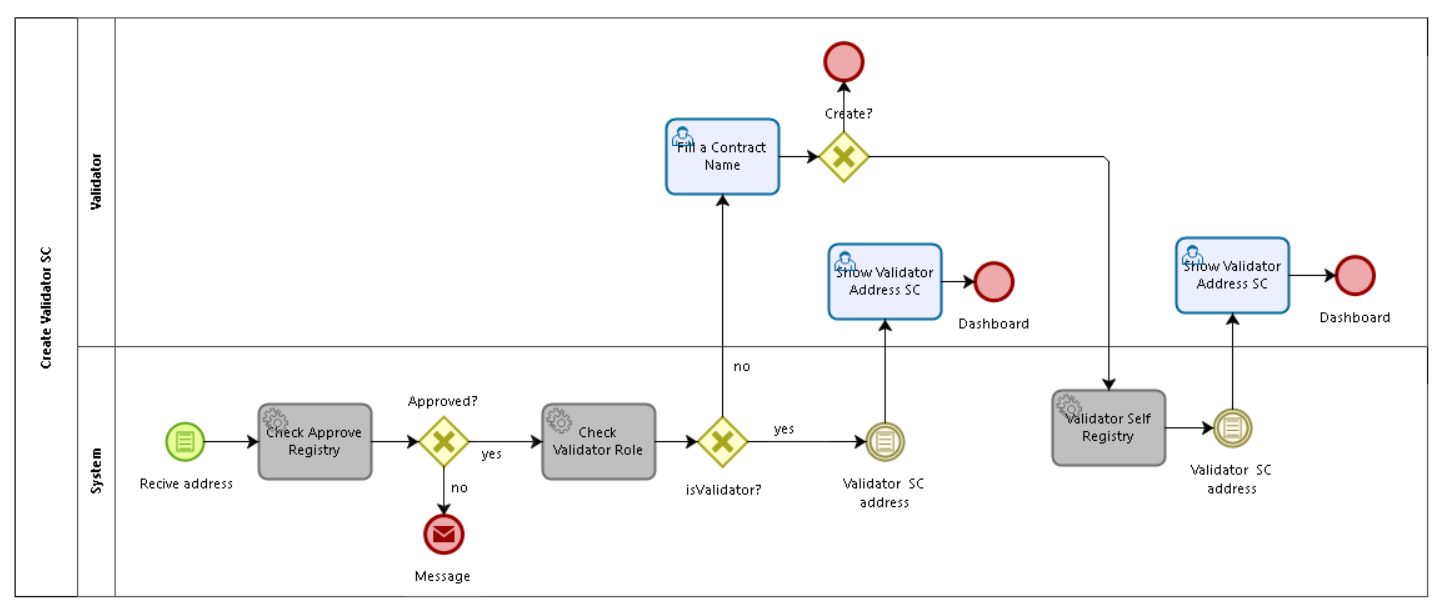 Create Validator SC
Validator
System
Create?
Fill a Contract
Name
Show Validator
Address SC
Dashboard
Show Validator
Address SC
Dashboard
no
Approved?
Check Approve
Registry
yes
Check
Validator Role
yes
Validator Self
Registry
Recive address
no
isValidator?
Validator SC
address
Validator SC
address
Message